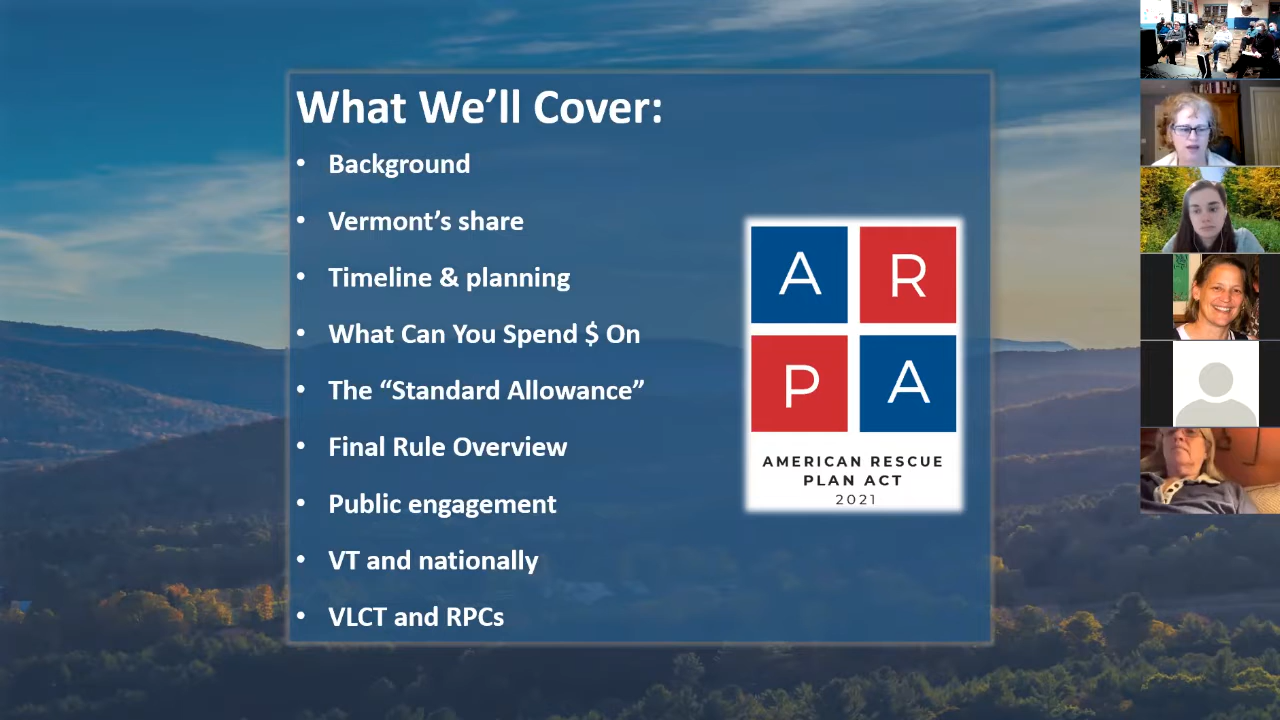 What We’ll Cover:
• Background
• Vermont’s share
• Timeline & planning
• What Can You Spend $ On
• The “Standard Allowance”
• Final Rule Overview
• Public engagement
• VT and nationally
• VLCT and RPCs
A R
P A
AMERICAN RESCUE
PLAN ACT
2021